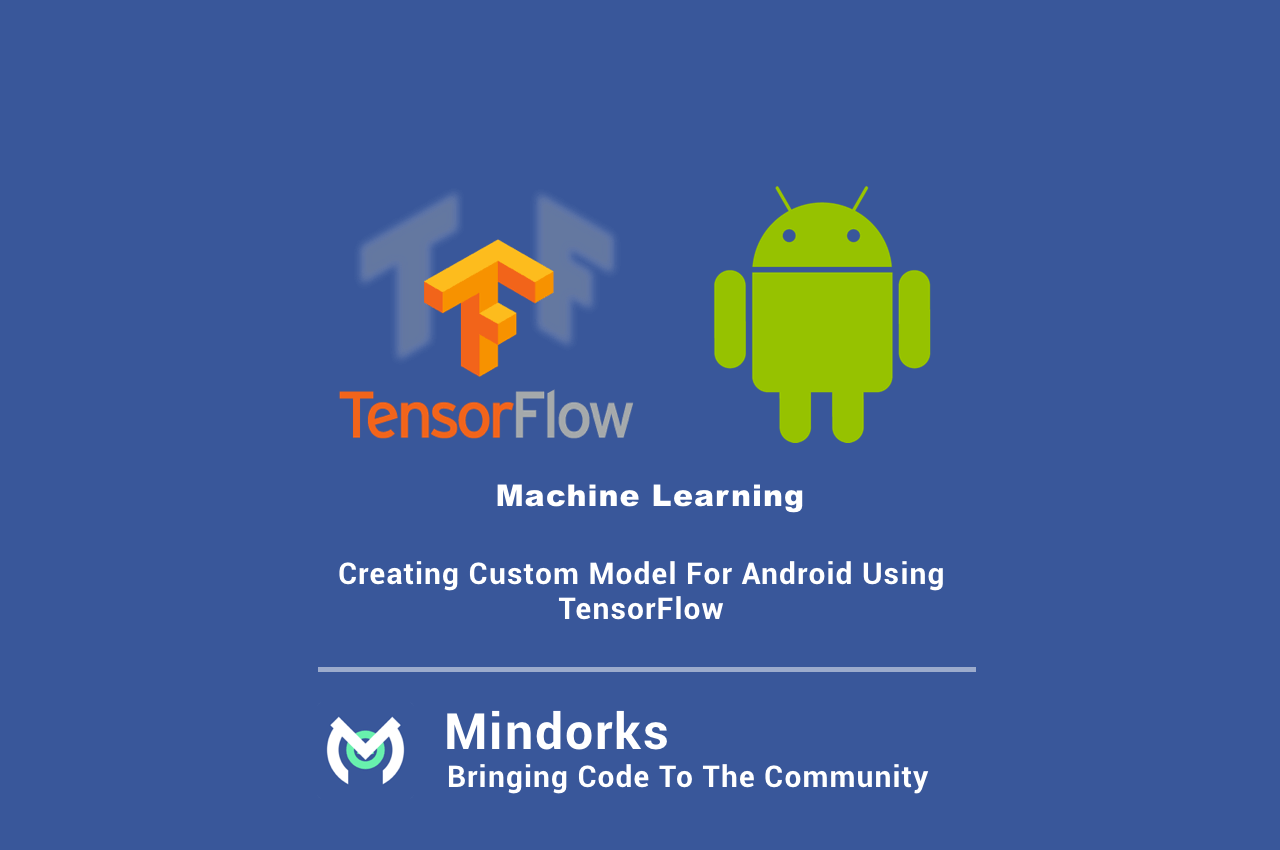 TensorFlow
Machine Learning
Creating Custom Model For Android Using
TensorFlow
Mindorks
Bringing Code To The Community